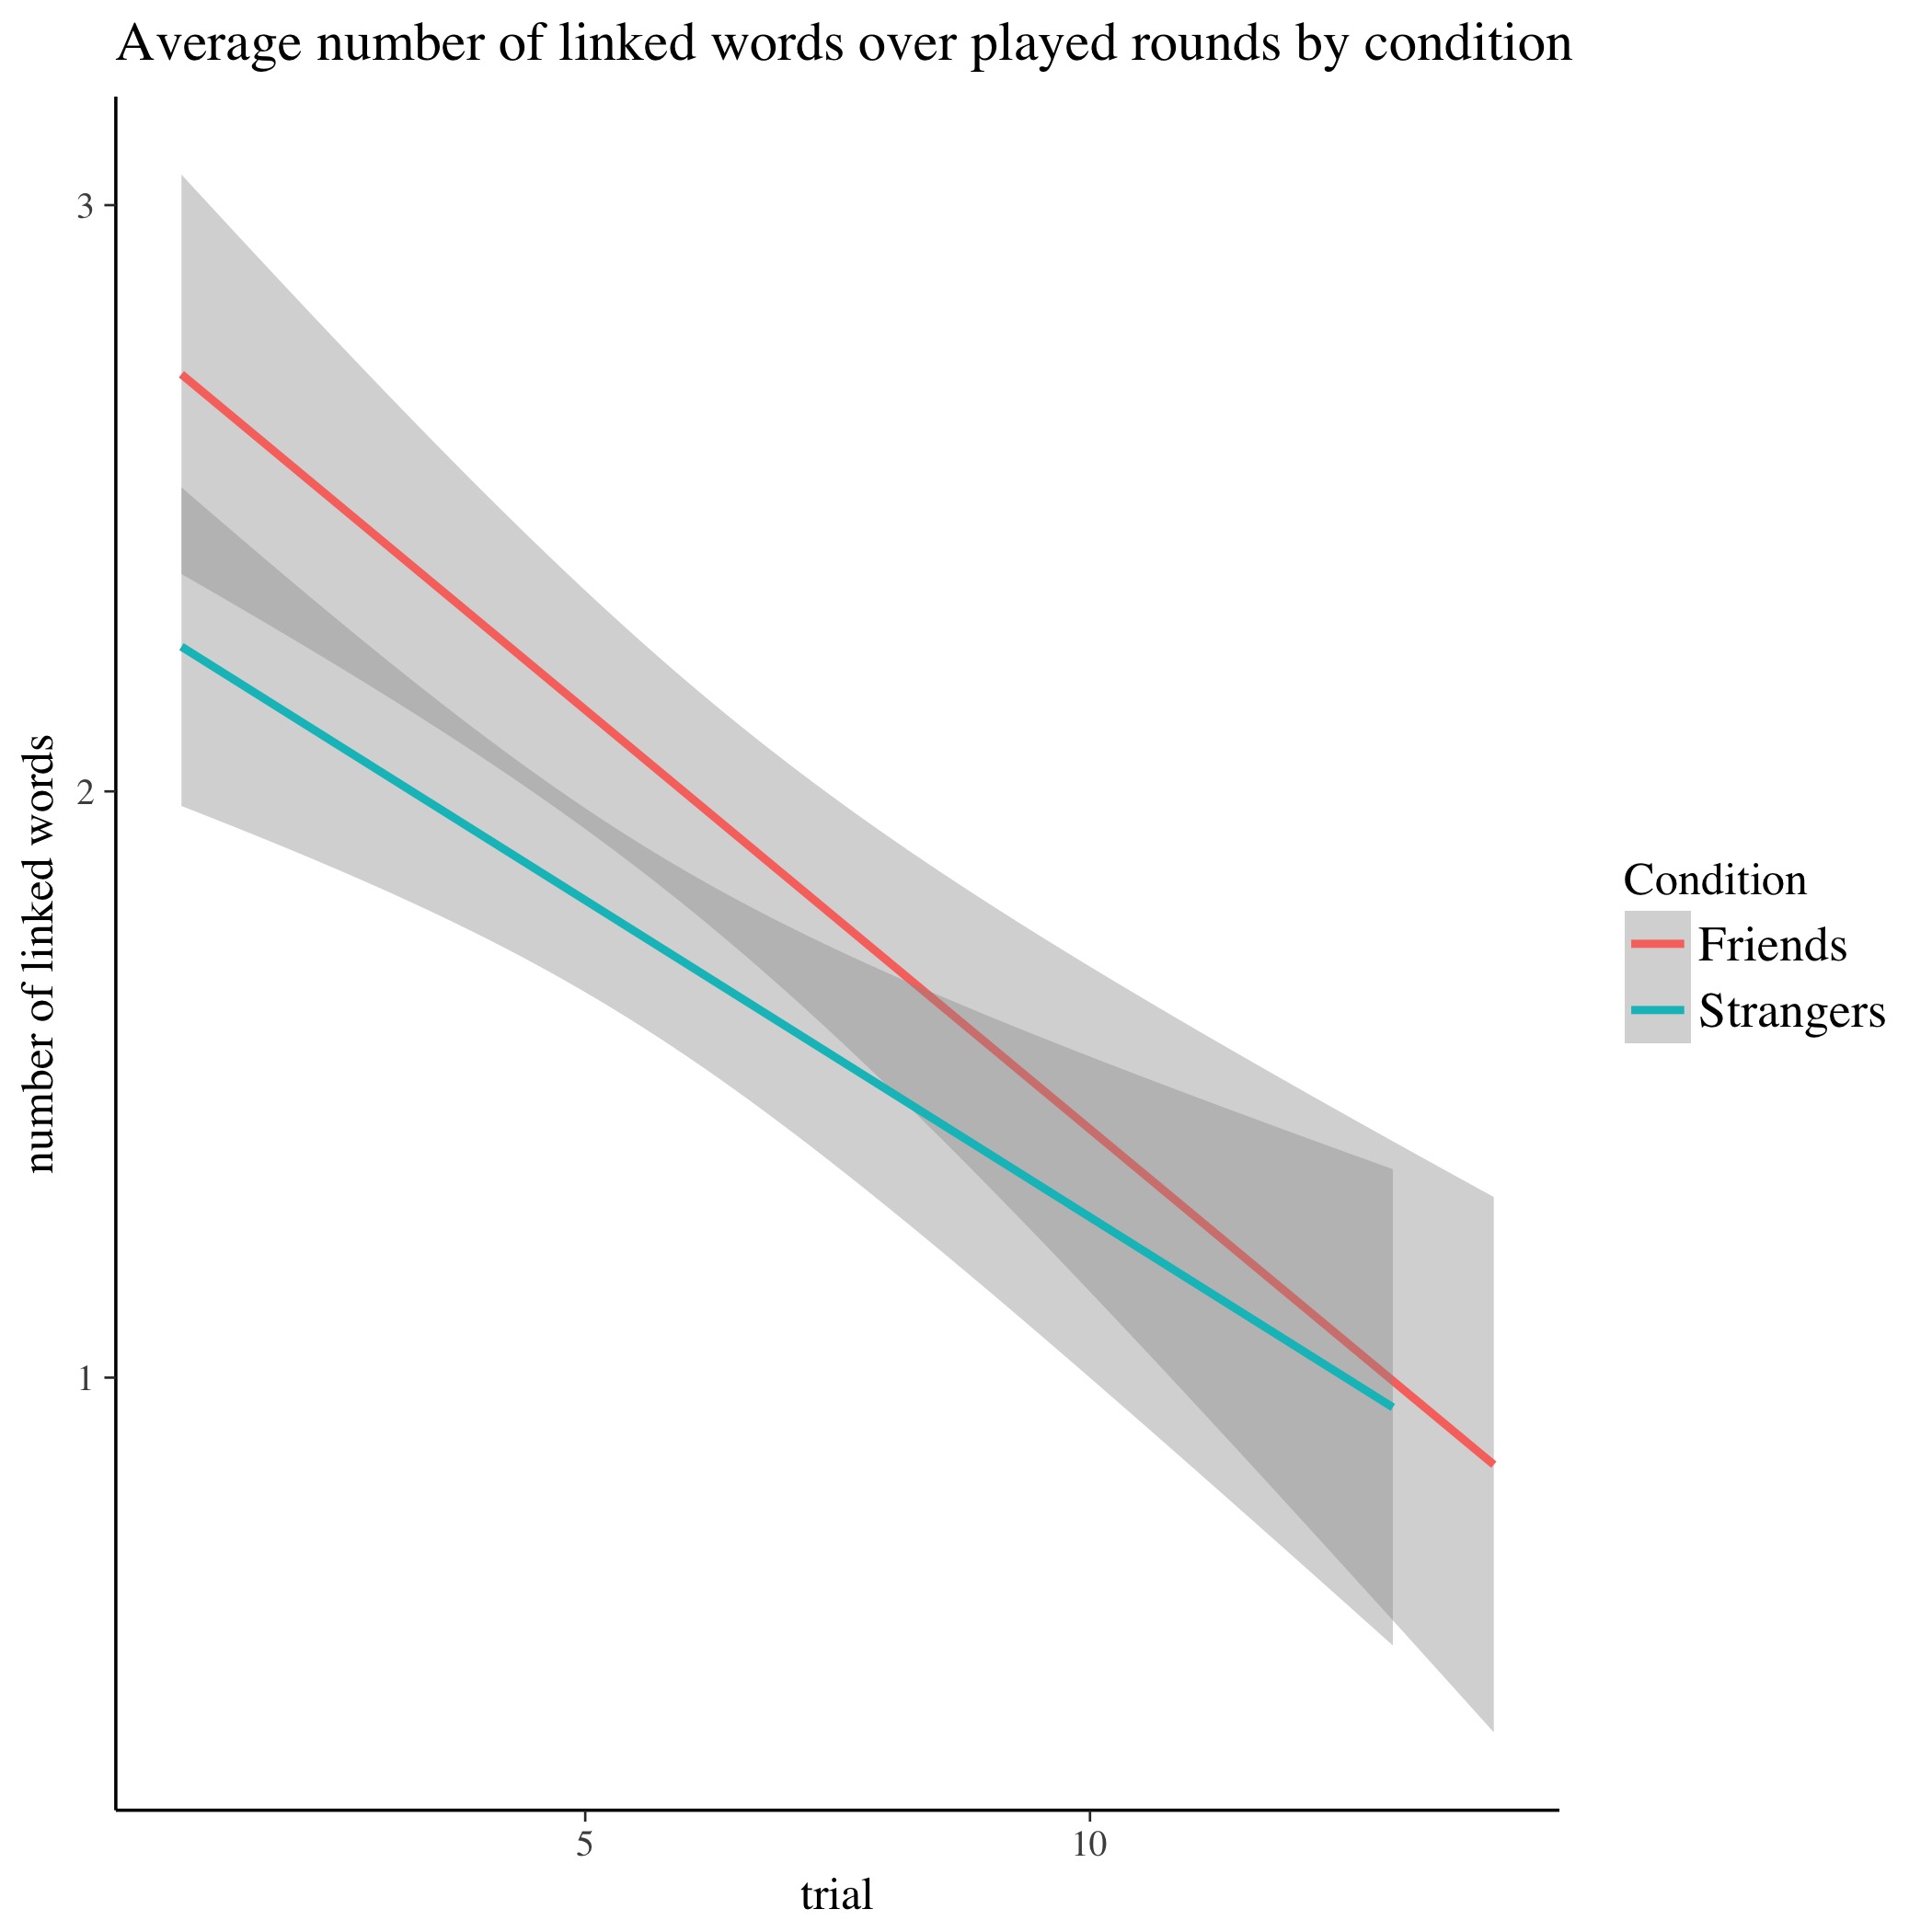 Average number of linked words over played rounds by condition
number of linked words
3
2
1
5
10
trial
Condition
Friends
Strangers